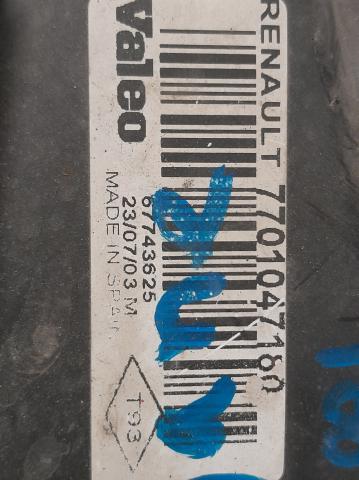 RENAULT 7701047180
Valeo
67743625
23/07/03 M
MADE IN SPAIN
T93